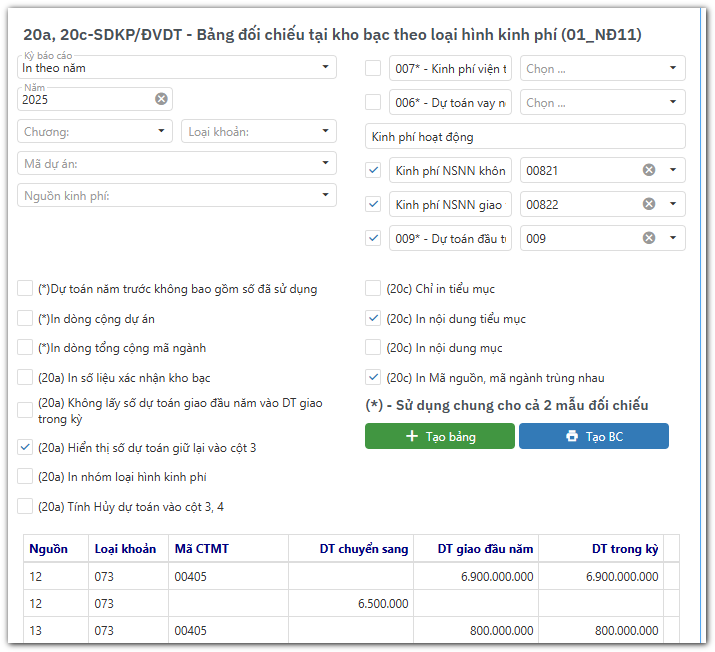 20a, 20c-SDKP/ĐVDT - Bảng đối chiếu tại kho bạc theo loại hình kinh phí (01_NĐ11)
Kỳ báo cáo
In theo năm
Năm
2025
Chương:
Loại khoản:
Mã dự án:
Nguồn kinh phí:
007* - Kinh phí viện t
Chọn ...
006* - Dự toán vay n
Chọn ...
Kinh phí hoạt động
Kinh phí NSNN khôn
00821
Kinh phí NSNN giao
00822
009* - Dự toán đầu tư
009
(*)Dự toán năm trước không bao gồm số đã sử dụng
(*)In dòng cộng dự án
(*)In dòng tổng cộng mã ngành
(20a) In số liệu xác nhận kho bạc
(20a) Không lấy số dự toán giao đầu năm vào DT giao
trong kỳ
(20a) Hiển thị số dự toán giữ lại vào cột 3
(20a) In nhóm loại hình kinh phí
(20a) Tính Hủy dự toán vào cột 3, 4
(20c) Chỉ in tiểu mục
(20c) In nội dung tiểu mục
(20c) In nội dung mục
(20c) In Mã nguồn, mã ngành trùng nhau
(*) - Sử dụng chung cho cả 2 mẫu đối chiếu
Tạo bảng
Tạo BC
Nguồn Loại khoản Mã CTMT DT chuyển sang DT giao đầu năm DT trong kỳ
12 073 00405 6.900.000.000 6.900.000.000
12 073 6.500.000
13 073 00405 800.000.000 800.000.000